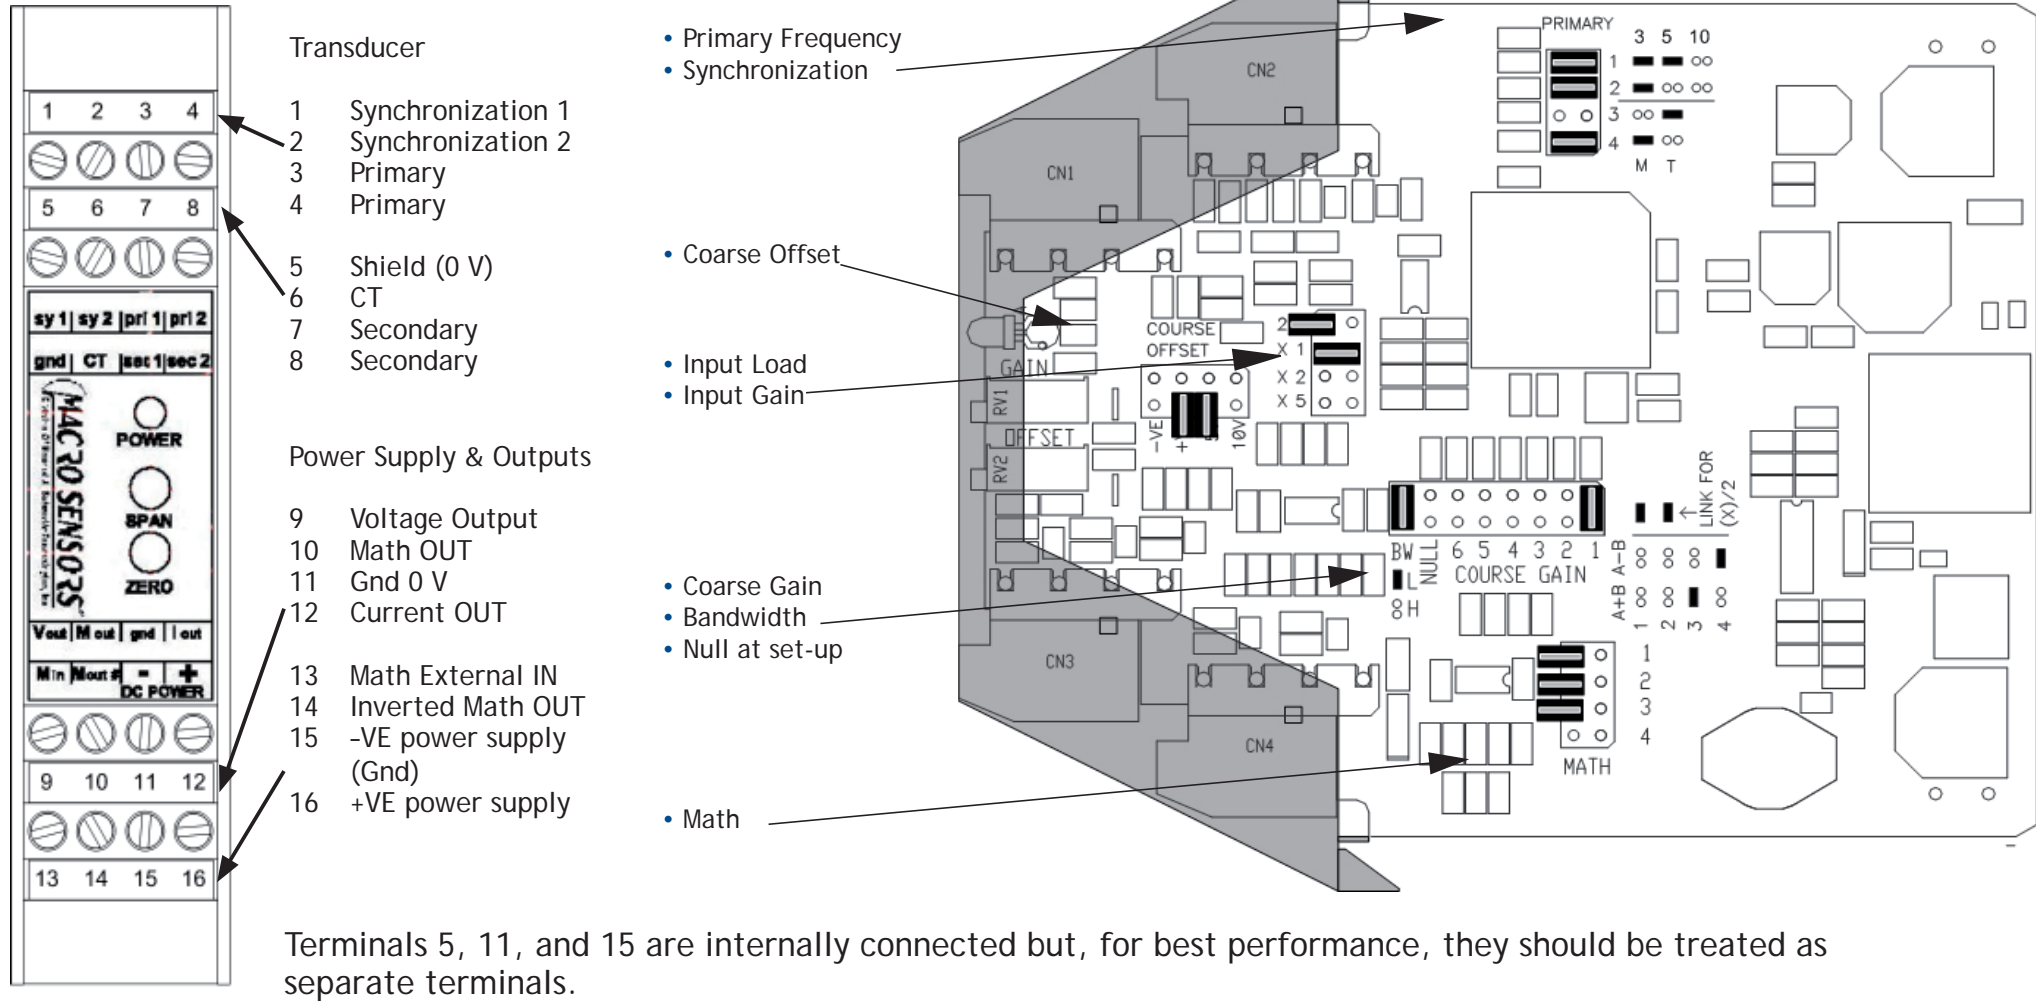 1 2 3 4
5 6 7 8
sy 1 sy 2 pri 1 pri 2
gnd CT sec 1 sec 2
MACRO SENSORS
POWER
SPAN
ZERO
V out M out gnd I out
M in Mout # - +
DC POWER
9 10 11 12
13 14 15 16
Transducer
1 Synchronization 1
2 Synchronization 2
3 Primary
4 Primary
5 Shield (0 V)
6 CT
7 Secondary
8 Secondary
Power Supply & Outputs
9 Voltage Output
10 Math OUT
11 Gnd 0 V
12 Current OUT
13 Math External IN
14 Inverted Math OUT
15 –VE power supply
(Gnd)
16 +VE power supply
• Primary Frequency
• Synchronization
• Coarse Offset
• Input Load
• Input Gain
• Coarse Gain
• Bandwidth
• Null at set-up
• Math
CN2
CN1
CN3
CN4
GAIN
RV1
OFFSET
RV2
COURSE
OFFSET
-VE
10V
2
X 1
X 2
X 5
PRIMARY
3 5 10
1
2
3
4
M T
BW
L
H
NULL
6 5 4 3 2 1
COURSE GAIN
LINK FOR
(X)/2
A-B
A+B
1 2 3 4
1
2
3
4
MATH
Terminals 5, 11, and 15 are internally connected but, for best performance, they should be treated as
separate terminals.